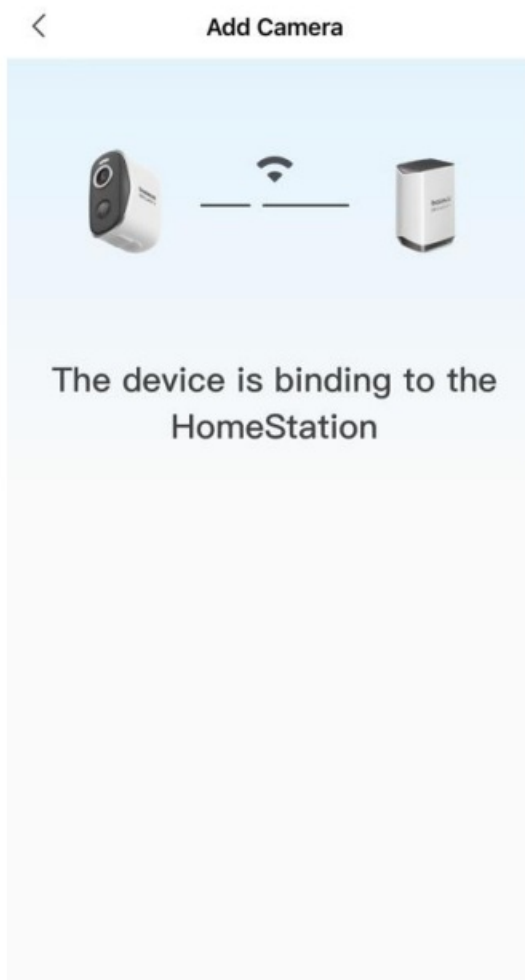 Add Camera
The device is binding to the
HomeStation